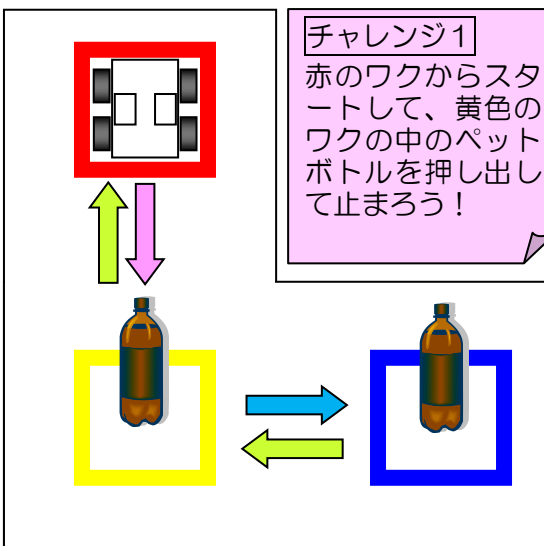 チャレンジ１
赤のワクからスタ
ートして、黄色の
ワクの中のペット
ボトルを押し出し
て止まろう！